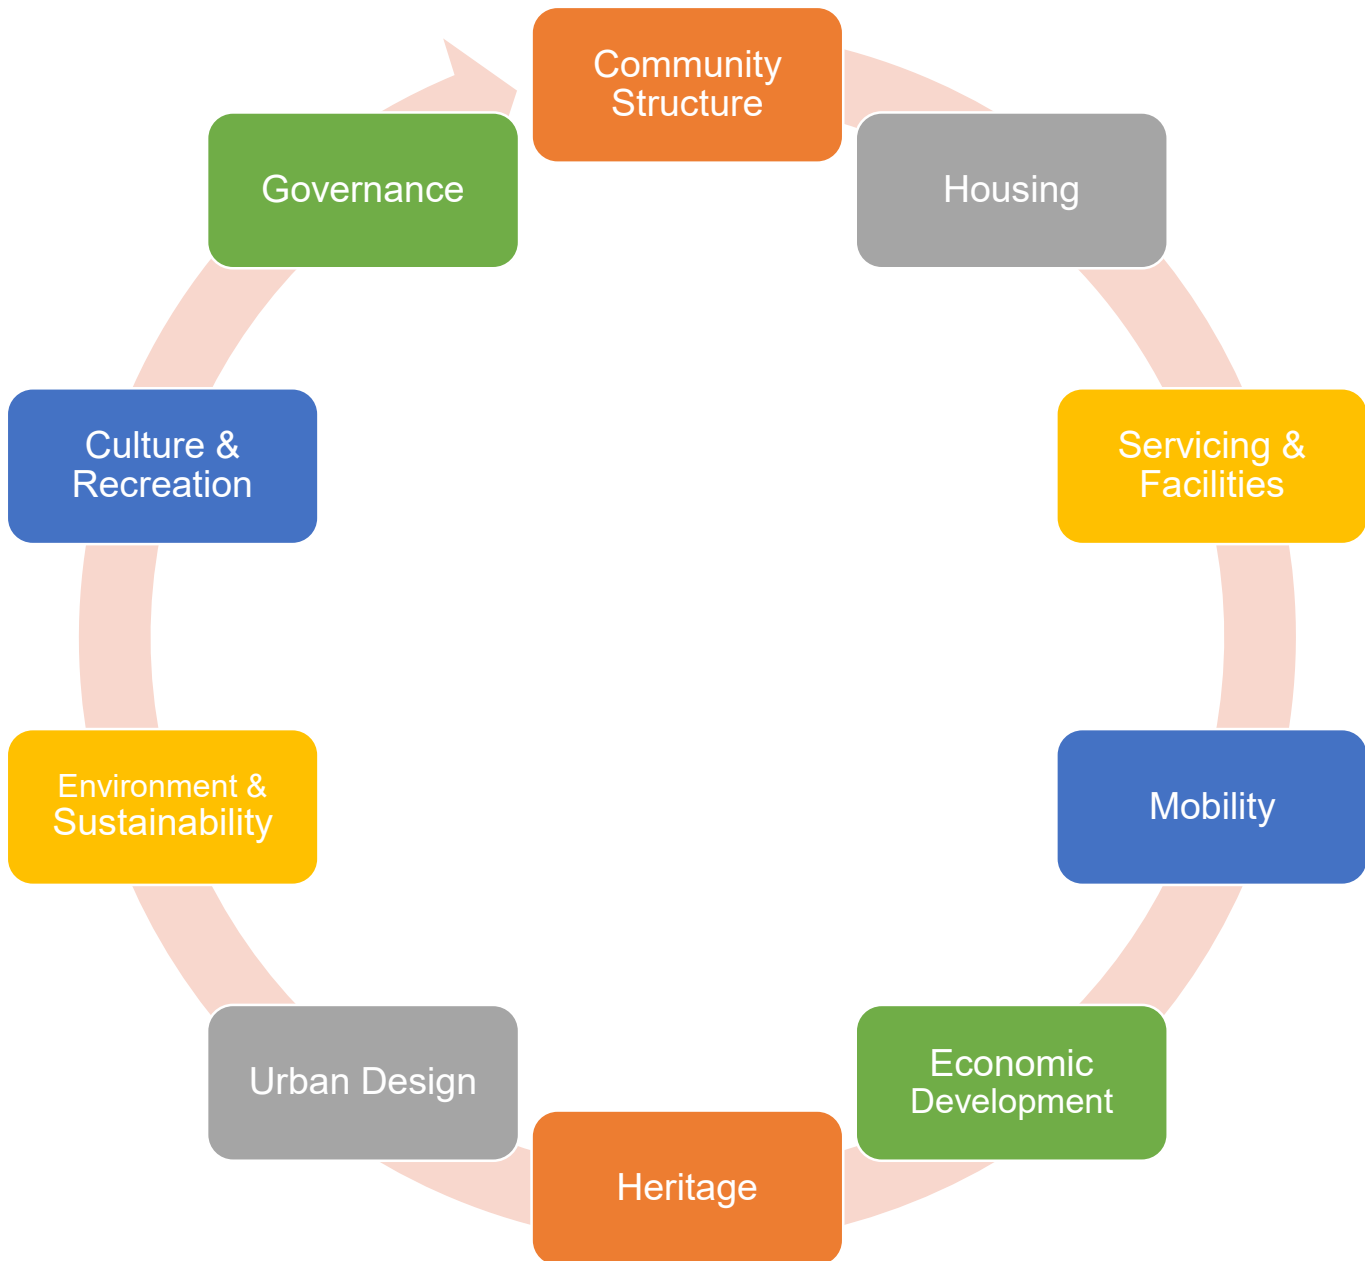 Community
Structure
Housing
Servicing &
Facilities
Mobility
Economic
Development
Heritage
Urban Design
Environment &
Sustainability
Culture &
Recreation
Governance